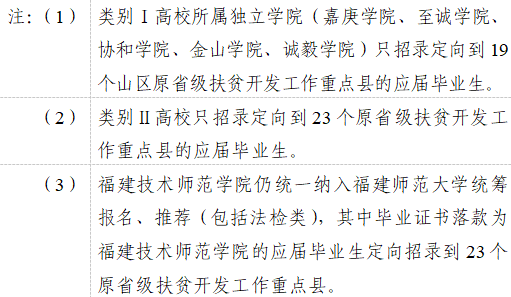 注：（1） 类别Ⅰ高校所属独立学院（嘉庚学院、至诚学院、
协和学院、金山学院、诚毅学院）只招录定向到 19
个山区原省级扶贫开发工作重点县的应届毕业生。
（2） 类别Ⅱ高校只招录定向到 23 个原省级扶贫开发工
作重点县的应届毕业生。
（3） 福建技术师范学院仍统一纳入福建师范大学统筹
报名、推荐（包括法检类），其中毕业证书落款为
福建技术师范学院的应届毕业生定向招录到 23 个
原省级扶贫开发工作重点县。